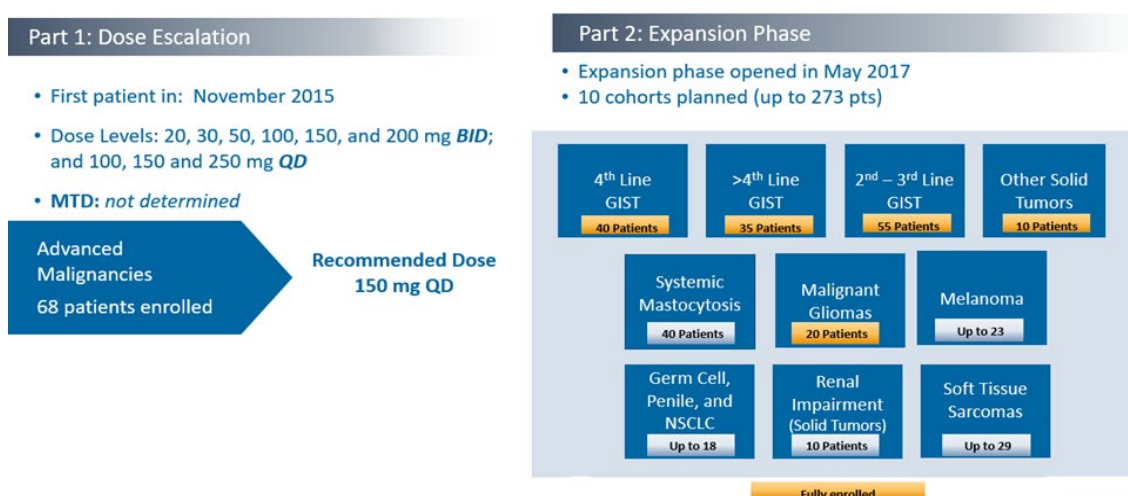 Part 1: Dose Escalation
• First patient in: November 2015
• Dose Levels: 20, 30, 50, 100, 150, and 200 mg BID;
and 100, 150 and 250 mg QD
• MTD: not determined
Advanced
Malignancies
68 patients enrolled
Recommended Dose
150 mg QD
Part 2: Expansion Phase
• Expansion phase opened in May 2017
• 10 cohorts planned (up to 273 pts)
4th Line
GIST
40 Patients
>4th Line
GIST
35 Patients
2nd – 3rd Line
GIST
55 Patients
Other Solid
Tumors
10 Patients
Systemic
Mastocytosis
40 Patients
Malignant
Gliomas
20 Patients
Melanoma
Up to 23
Germ Cell,
Penile, and
NSCLC
Up to 18
Renal
Impairment
(Solid Tumors)
10 Patients
Soft Tissue
Sarcomas
Up to 29
Fully enrolled